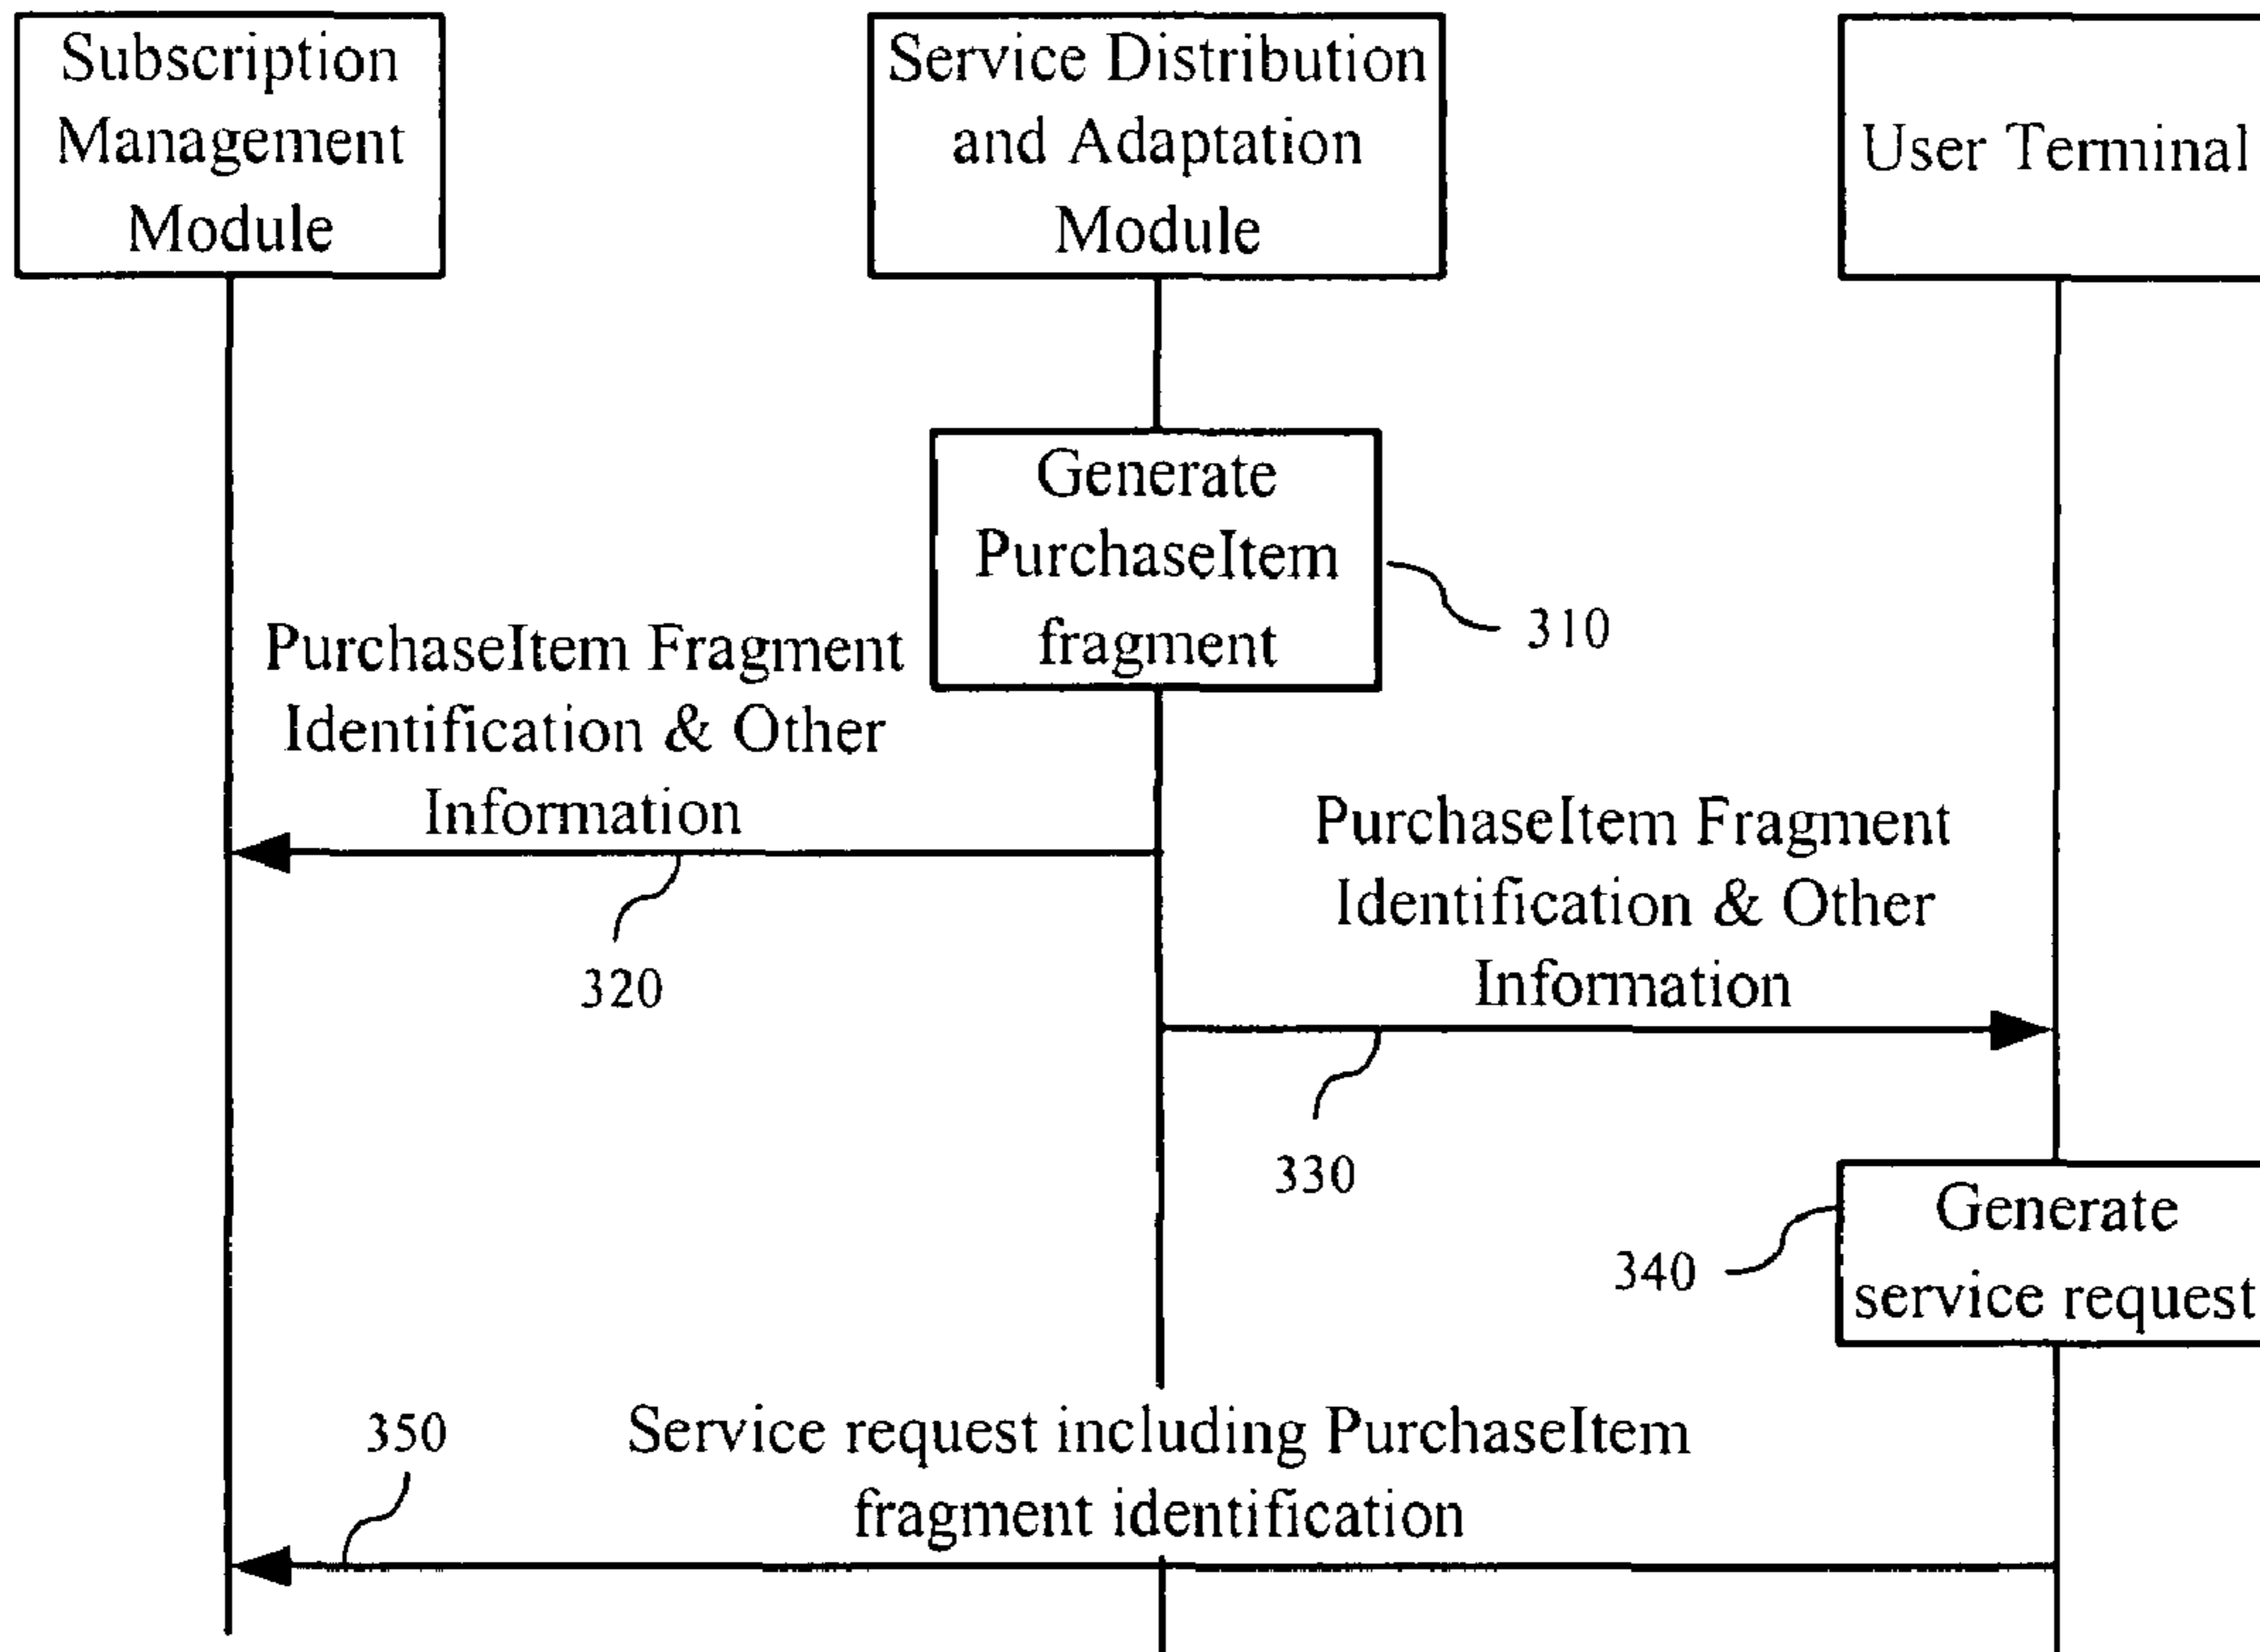 Subscription
Management
Module
Service Distribution
and Adaptation
Module
User Terminal
Generate
PurchaseItem
fragment
310
PurchaseItem Fragment
Identification & Other
Information
320
PurchaseItem Fragment
Identification & Other
Information
330
Generate
service request
340
350
Service request including PurchaseItem
fragment identification